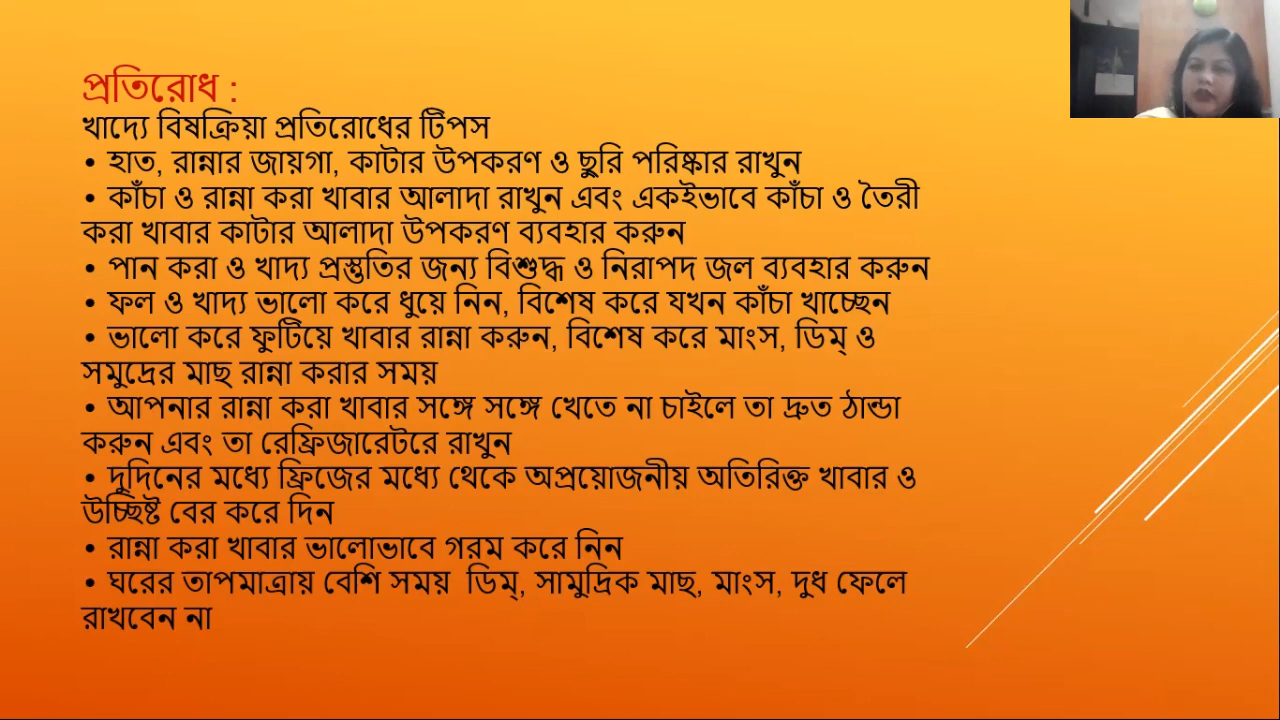 প্রতিরোধ :
খাদ্যে বিষক্রিয়া প্রতিরোধের টিপস
• হাত, রান্নার জায়গা, কাটার উপকরণ ও ছুরি পরিষ্কার রাখুন
• কাঁচা ও রান্না করা খাবার আলাদা রাখুন এবং একইভাবে কাঁচা ও তৈরী
করা খাবার কাটার আলাদা উপকরণ ব্যবহার করুন
• পান করা ও খাদ্য প্রস্তুতির জন্য বিশুদ্ধ ও নিরাপদ জল ব্যবহার করুন
• ফল ও খাদ্য ভালো করে ধুয়ে নিন, বিশেষ করে যখন কাঁচা খাচ্ছেন
• ভালো করে ফুটিয়ে খাবার রান্না করুন, বিশেষ করে মাংস, ডিম্ ও
সমুদ্রের মাছ রান্না করার সময়
• আপনার রান্না করা খাবার সঙ্গে সঙ্গে খেতে না চাইলে তা দ্রুত ঠান্ডা
করুন এবং তা রেফ্রিজারেটরে রাখুন
• দুদিনের মধ্যে ফ্রিজের মধ্যে থেকে অপ্রয়োজনীয় অতিরিক্ত খাবার ও
উচ্ছিষ্ট বের করে দিন
• রান্না করা খাবার ভালোভাবে গরম করে নিন
• ঘরের তাপমাত্রায় বেশি সময়  ডিম্, সামুদ্রিক মাছ, মাংস, দুধ ফেলে
রাখবেন না